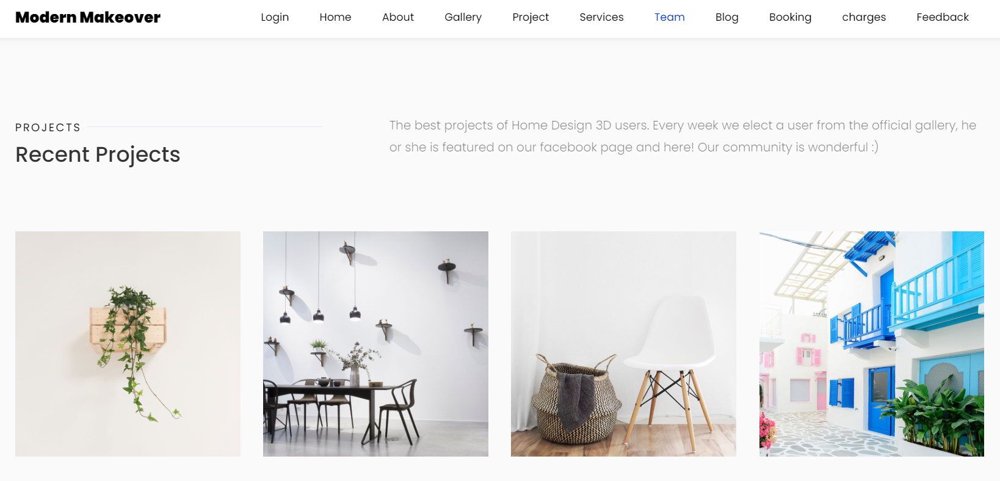 Modern Makeover
Login Home About Gallery Project Services Team Blog Booking charges Feedback
PROJECTS
Recent Projects
The best projects of Home Design 3D users. Every week we elect a user from the official gallery, he
or she is featured on our facebook page and here! Our community is wonderful :)